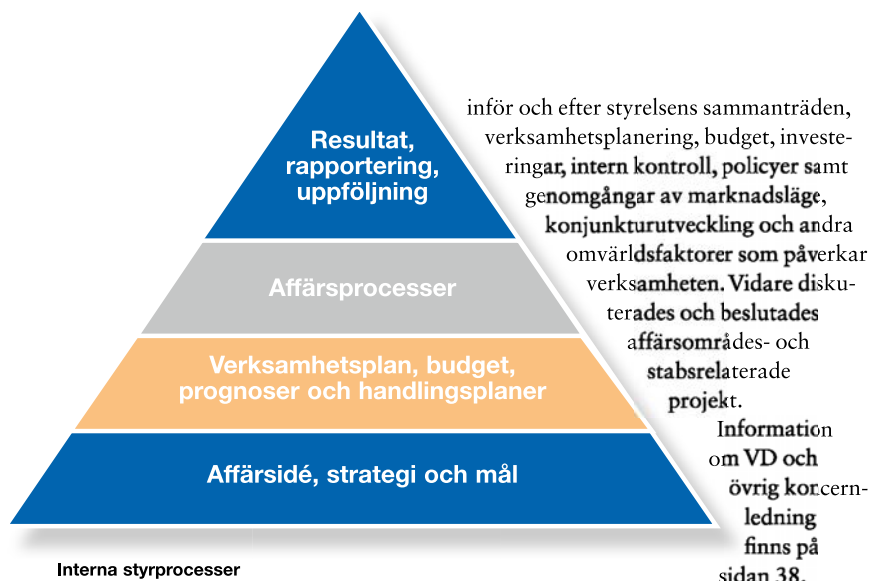 Resultat,
rapportering,
uppföljning
Affärsprocesser
Verksamhetsplan, budget,
prognoser och handlingsplaner
Affärsidé, strategi och mål
Interna styrprocesser
inför och efter styrelsens sammanträden,
verksamhetsplanering, budget, investe-
ringar, intern kontroll, policyer samt
genomgångar av marknadsläge,
konjunkturutveckling och andra
omvärldsfaktorer som påverkar
verksamheten. Vidare disku-
terades och beslutades
affärsområdes- och
stabsrelaterade
projekt.
Information
om VD och
övrig koncern-
ledning
finns på
sidan 38.